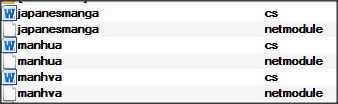 japanesmanga cs
japanesmanga netmodule
manhua cs
manhua netmodule
manhva cs
manhva netmodule